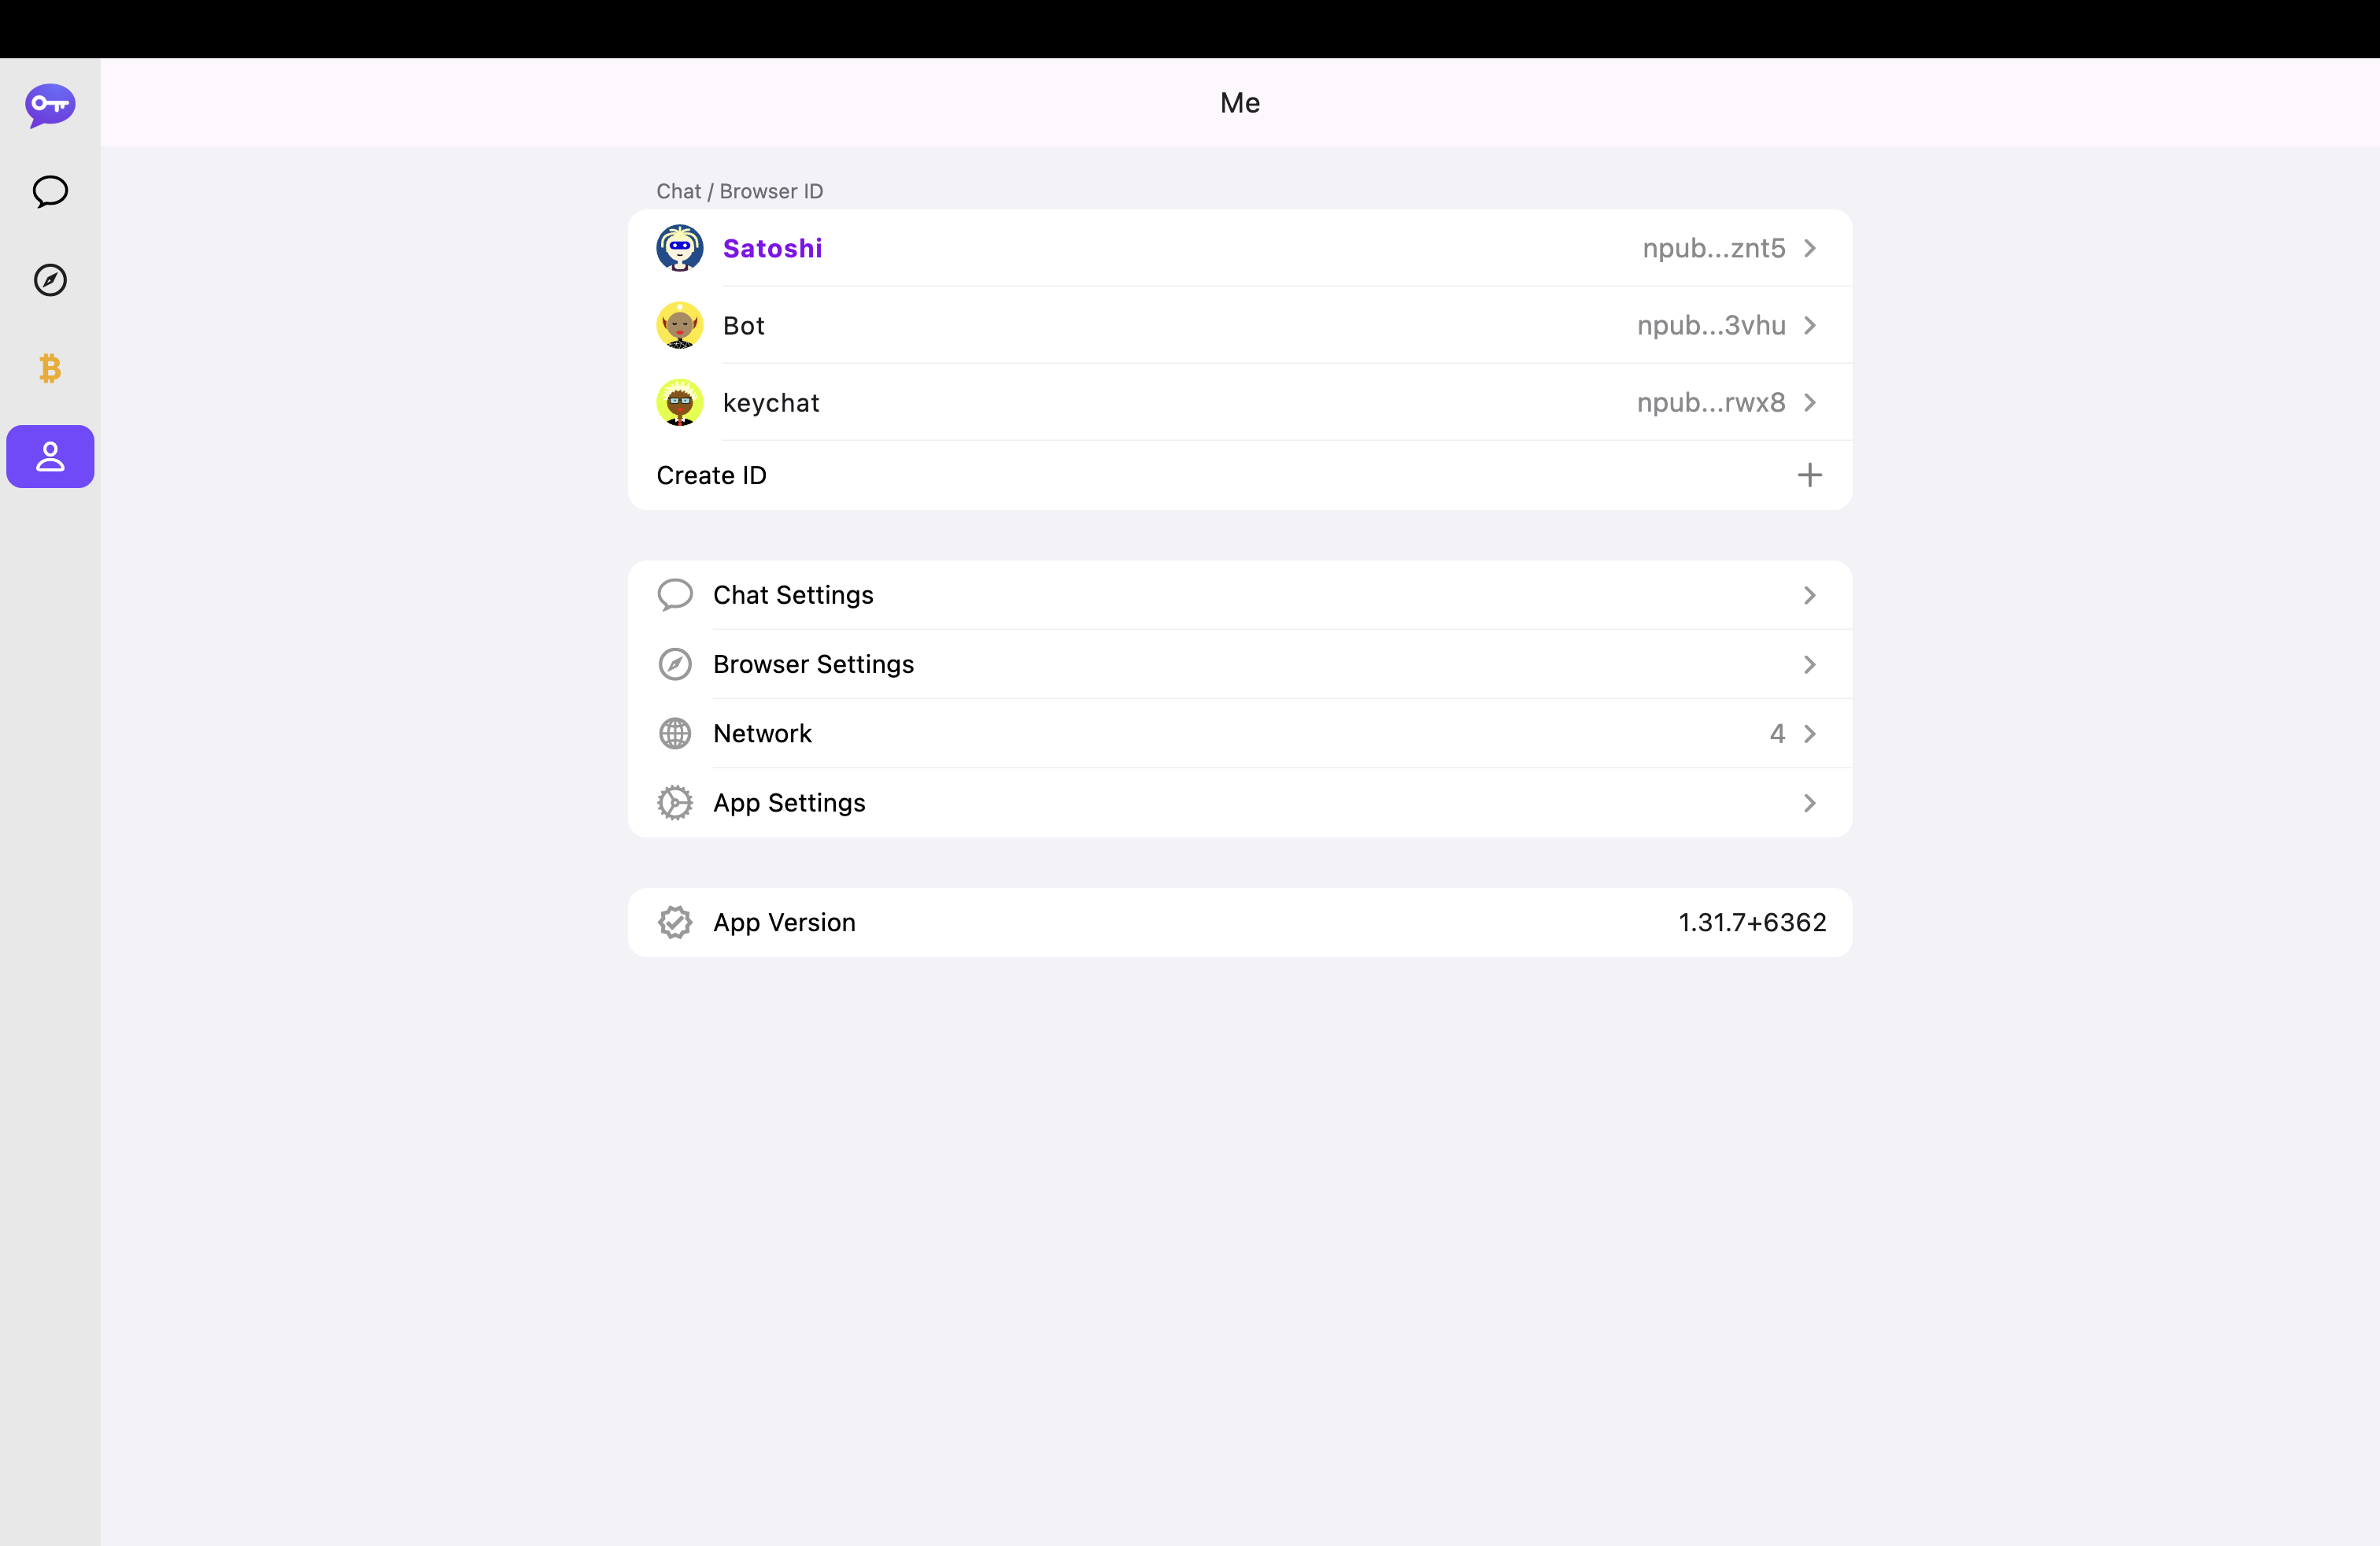 Me
Chat / Browser ID
Satoshi npub...znt5
Bot npub...3vhu
keychat npub...rwx8
Create ID
Chat Settings
Browser Settings
Network 4
App Settings
App Version 1.31.7+6362